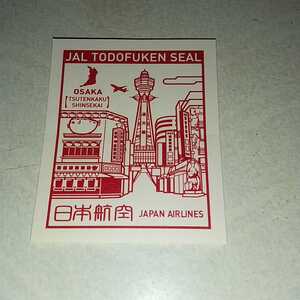 JAL TODOFUKEN SEAL
OSAKA
[TSUTENKAKU
SHINSEKAI]
日本航空 JAPAN AIRLINES